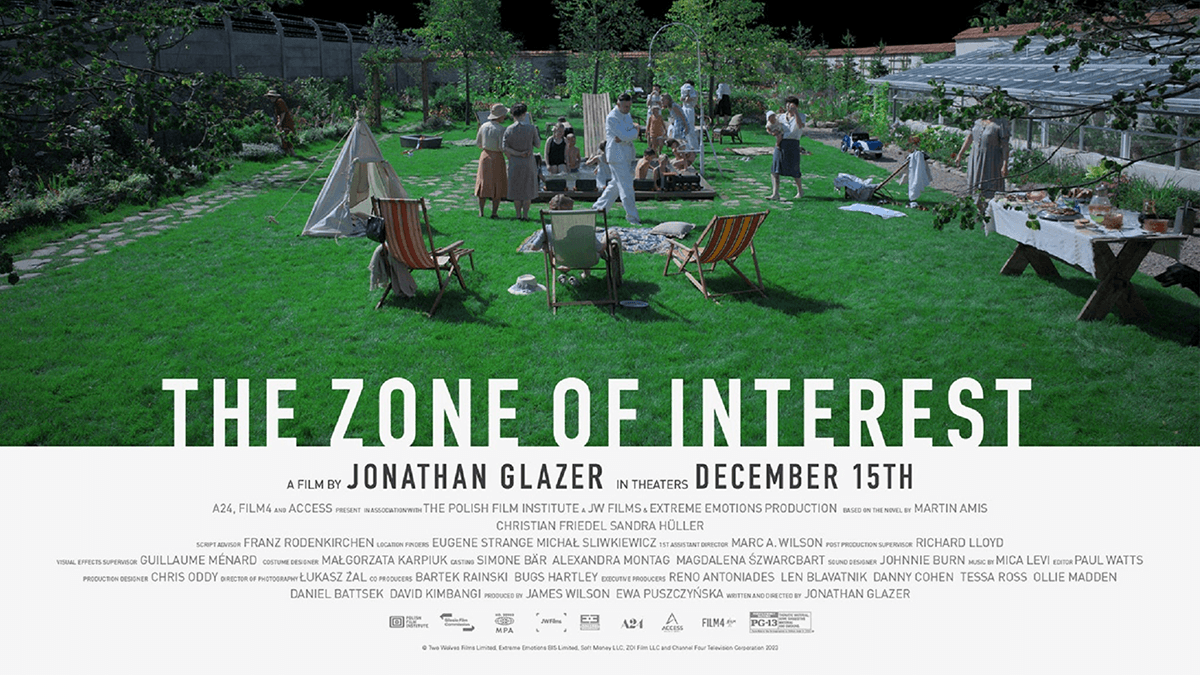 THE ZONE OF INTEREST
A FILM BY JONATHAN GLAZER IN THEATERS DECEMBER 15TH
A24, FILM4 AND ACCESS PRESENT IN ASSOCIATION WITH THE POLISH FILM INSTITUTE & JW FILMS & EXTREME EMOTIONS PRODUCTION BASED ON THE NOVEL BY MARTIN AMIS
CHRISTIAN FRIEDEL SANDRA HÜLLER
SCRIPT ADVISOR FRANZ RODENKIRCHEN LOCATION FINDERS EUGENE STRANGE MICHAŁ SLIWKIEWICZ 1ST ASSISTANT DIRECTOR MARC A. WILSON POST PRODUCTION SUPERVISOR RICHARD LLOYD
VISUAL EFFECTS SUPERVISOR GUILLAUME MÉNARD COSTUME DESIGNER MAŁGORZATA KARPIUK CASTING SIMONE BÄR ALEXANDRA MONTAG MAGDALENA ŚZWARCBART SOUND DESIGNER JOHNNIE BURN MUSIC BY MICA LEVI EDITOR PAUL WATTS
PRODUCTION DESIGNER CHRIS ODDY DIRECTOR OF PHOTOGRAPHY ŁUKASZ ŻAL CO PRODUCERS BARTEK RAINSKI BUGS HARTLEY EXECUTIVE PRODUCERS RENO ANTONIADES LEN BLAVATNIK DANNY COHEN TESSA ROSS OLLIE MADDEN
DANIEL BATTSEK DAVID KIMBANGI PRODUCED BY JAMES WILSON EWA PUSZCZYŃSKA WRITTEN AND DIRECTED BY JONATHAN GLAZER
POLISH FILM INSTITUTE Silesia Film Commission MPA JWFilms A24 ACCESS FILM4 PG-13
© Two Wolves Films Limited, Extreme Emotions BIS Limited, Soft Money LLC, ZOI Film LLC and Channel Four Television Corporation 2023